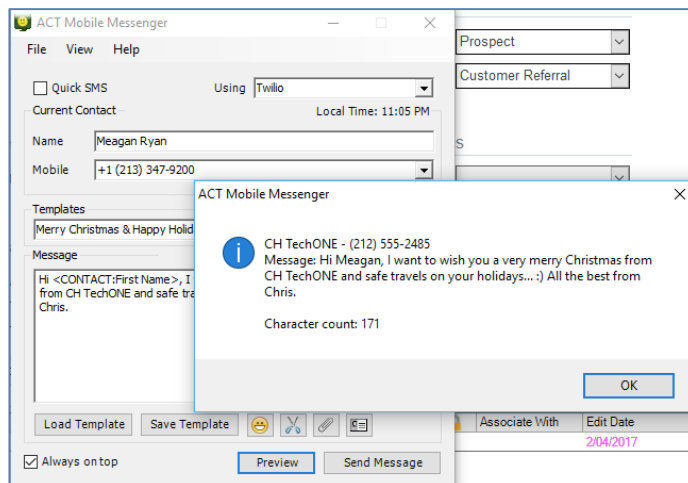 ACT Mobile Messenger
File View Help
Quick SMS Using Twilio
Current Contact Local Time: 11:05 PM
Name Meagan Ryan
Mobile +1 (213) 347-9200
Templates
Merry Christmas & Happy Holid
Message
Hi <CONTACT:First Name>, I
from CH TechONE and safe tra
Chris.
Load Template Save Template
Always on top Preview Send Message
Prospect
Customer Referral
s
ACT Mobile Messenger
CH TechONE - (212) 555-2485
Message: Hi Meagan, I want to wish you a very merry Christmas from
CH TechONE and safe travels on your holidays... :) All the best from
Chris.
Character count: 171
OK
Associate With Edit Date
2/04/2017